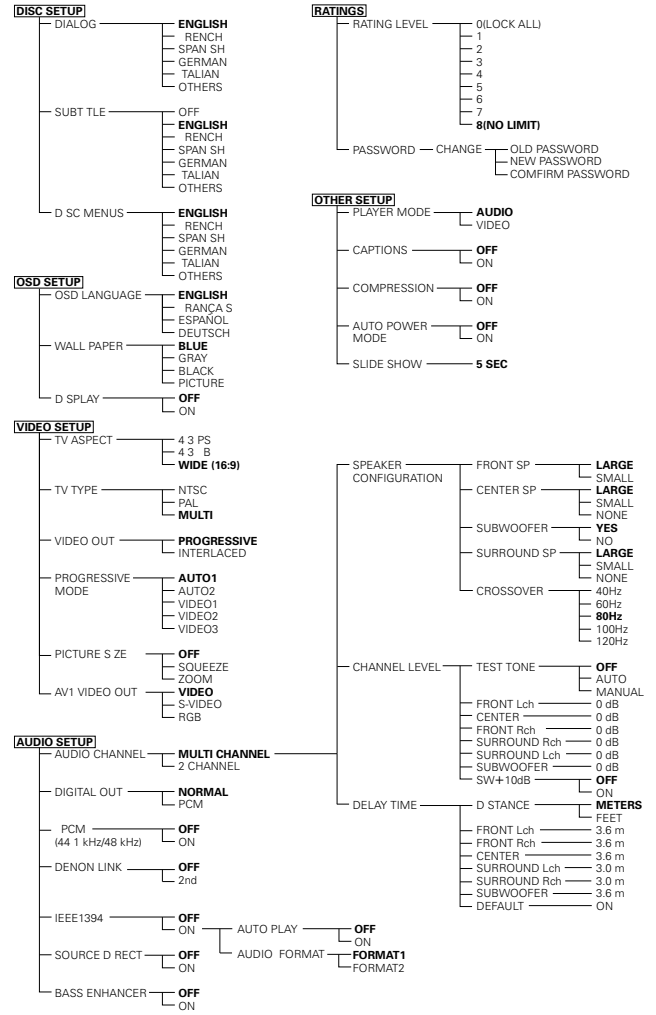 DISC SETUP
DIALOG
ENGLISH
RENCH
SPAN SH
GERMAN
TALIAN
OTHERS
SUBT TLE
OFF
ENGLISH
RENCH
SPAN SH
GERMAN
TALIAN
OTHERS
D SC MENUS
ENGLISH
RENCH
SPAN SH
GERMAN
TALIAN
OTHERS
OSD SETUP
OSD LANGUAGE
ENGLISH
RANÇA S
ESPAÑOL
DEUTSCH
WALL PAPER
BLUE
GRAY
BLACK
PICTURE
D SPLAY
OFF
ON
VIDEO SETUP
TV ASPECT
4 3 PS
4 3 B
WIDE (16:9)
TV TYPE
NTSC
PAL
MULTI
VIDEO OUT
PROGRESSIVE
INTERLACED
PROGRESSIVE
MODE
AUTO1
AUTO2
VIDEO1
VIDEO2
VIDEO3
PICTURE S ZE
OFF
SQUEEZE
ZOOM
AV1 VIDEO OUT
VIDEO
S-VIDEO
RGB
AUDIO SETUP
AUDIO CHANNEL
MULTI CHANNEL
2 CHANNEL
DIGITAL OUT
NORMAL
PCM
PCM
(44 1 kHz/48 kHz)
OFF
ON
DENON LINK
OFF
2nd
IEEE1394
OFF
ON
AUTO PLAY
OFF
ON
AUDIO FORMAT
FORMAT1
FORMAT2
SOURCE D RECT
OFF
ON
BASS ENHANCER
OFF
ON
RATINGS
RATING LEVEL
0(LOCK ALL)
1
2
3
4
5
6
7
8(NO LIMIT)
PASSWORD
CHANGE
OLD PASSWORD
NEW PASSWORD
COMFIRM PASSWORD
OTHER SETUP
PLAYER MODE
AUDIO
VIDEO
CAPTIONS
OFF
ON
COMPRESSION
OFF
ON
AUTO POWER
MODE
OFF
ON
SLIDE SHOW
5 SEC
SPEAKER
CONFIGURATION
FRONT SP
LARGE
SMALL
CENTER SP
LARGE
SMALL
NONE
SUBWOOFER
YES
NO
SURROUND SP
LARGE
SMALL
NONE
CROSSOVER
40Hz
60Hz
80Hz
100Hz
120Hz
CHANNEL LEVEL
TEST TONE
OFF
AUTO
MANUAL
FRONT Lch 0 dB
CENTER 0 dB
FRONT Rch 0 dB
SURROUND Rch 0 dB
SURROUND Lch 0 dB
SUBWOOFER 0 dB
SW+10dB
OFF
ON
DELAY TIME
D STANCE
METERS
FEET
FRONT Lch 3.6 m
FRONT Rch 3.6 m
CENTER 3.6 m
SURROUND Lch 3.0 m
SURROUND Rch 3.0 m
SUBWOOFER 3.6 m
DEFAULT ON